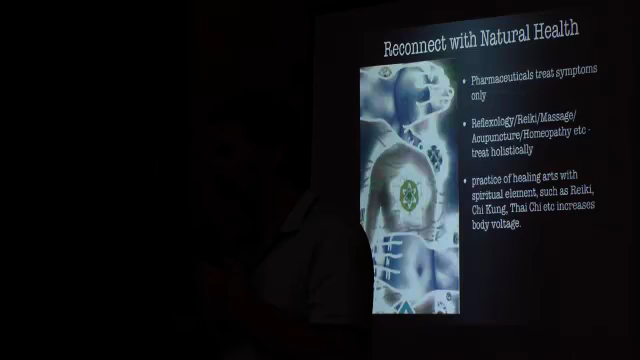 Reconnect with Natural Health
• Pharmaceuticals treat symptoms
only
• Reflexology/Reiki/Massage/
Acupuncture/Homeopathy etc -
treat holistically
• practice of healing arts with
spiritual element, such as Reiki,
Chi Kung, Thai Chi etc increases
body voltage.